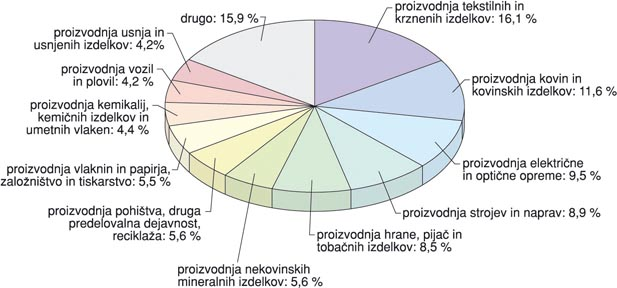 proizvodnja tekstilnih in
krznenih izdelkov: 16,1 %
proizvodnja kovin in
kovinskih izdelkov: 11,6 %
proizvodnja električne
in optične opreme: 9,5 %
proizvodnja strojev in naprav: 8,9 %
proizvodnja hrane, pijač in
tobačnih izdelkov: 8,5 %
proizvodnja nekovinskih
mineralnih izdelkov: 5,6 %
proizvodnja pohištva, druga
predelovalna dejavnost,
reciklaža: 5,6 %
proizvodnja vlaknin in papirja,
založništvo in tiskarstvo: 5,5 %
proizvodnja kemikalij,
kemičnih izdelkov in
umetnih vlaken: 4,4 %
proizvodnja vozil
in plovil: 4,2 %
proizvodnja usnja in
usnjenih izdelkov: 4,2%
drugo: 15,9 %